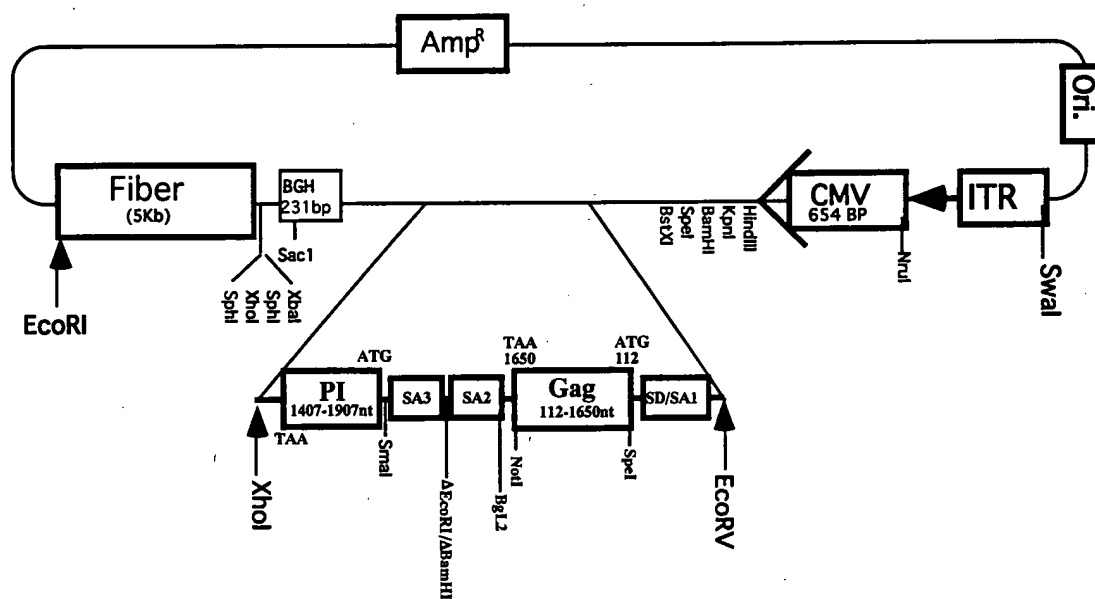 Amp^R
Ori.
Fiber
(5Kb)
BGH
231bp
CMV
654 BP
ITR
Sac1
SphI
XhoI
SphI
XbaI
BstXI
SpeI
BamHI
KpnI
HindIII
NruI
SwaI
EcoRI
TAA
1650
ATG
112
ATG
PI
1407-1907nt
SA3
SA2
Gag
112-1650nt
SD/SA1
TAA
SmaI
NotI
SpeI
XhoI
ΔEcoRI/ΔBamHI
BgL2
EcoRV